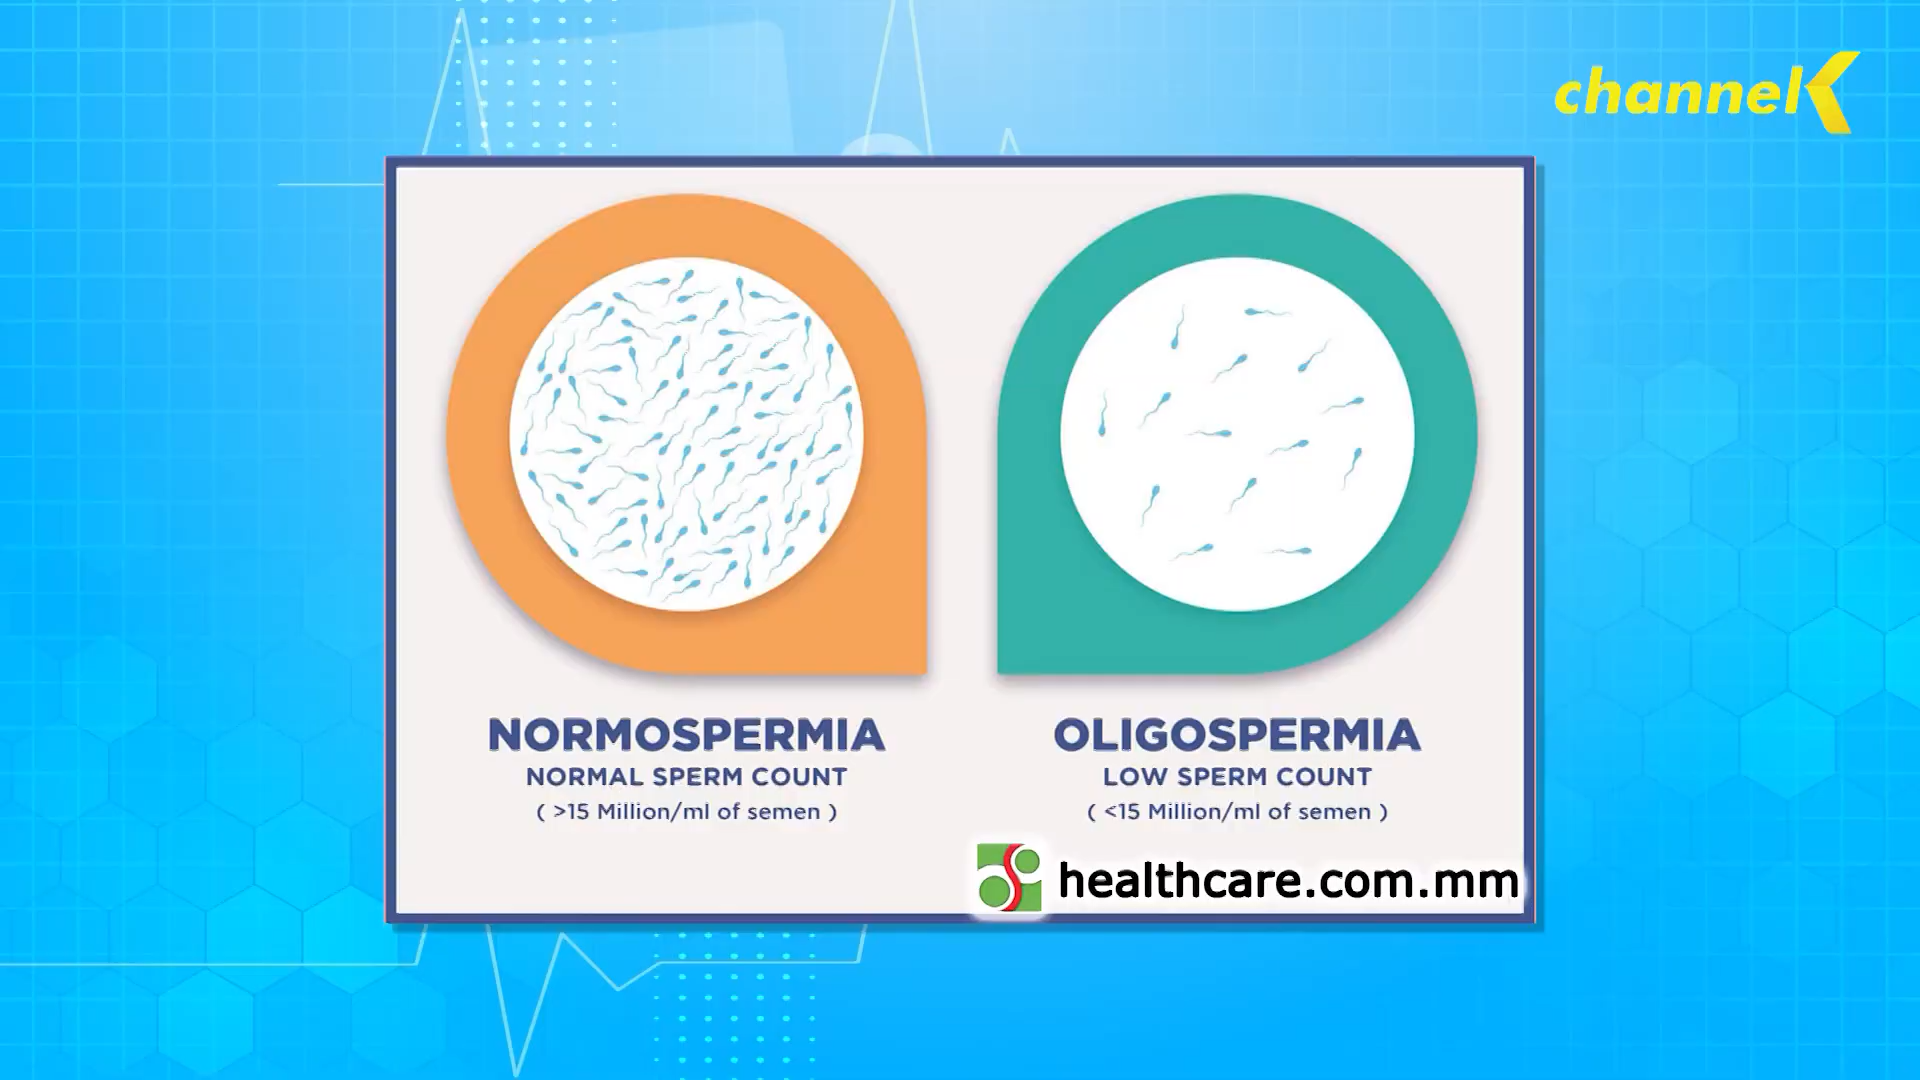 channelK
NORMOSPERMIA
NORMAL SPERM COUNT
( >15 Million/ml of semen )
OLIGOSPERMIA
LOW SPERM COUNT
( <15 Million/ml of semen )
healthcare.com.mm